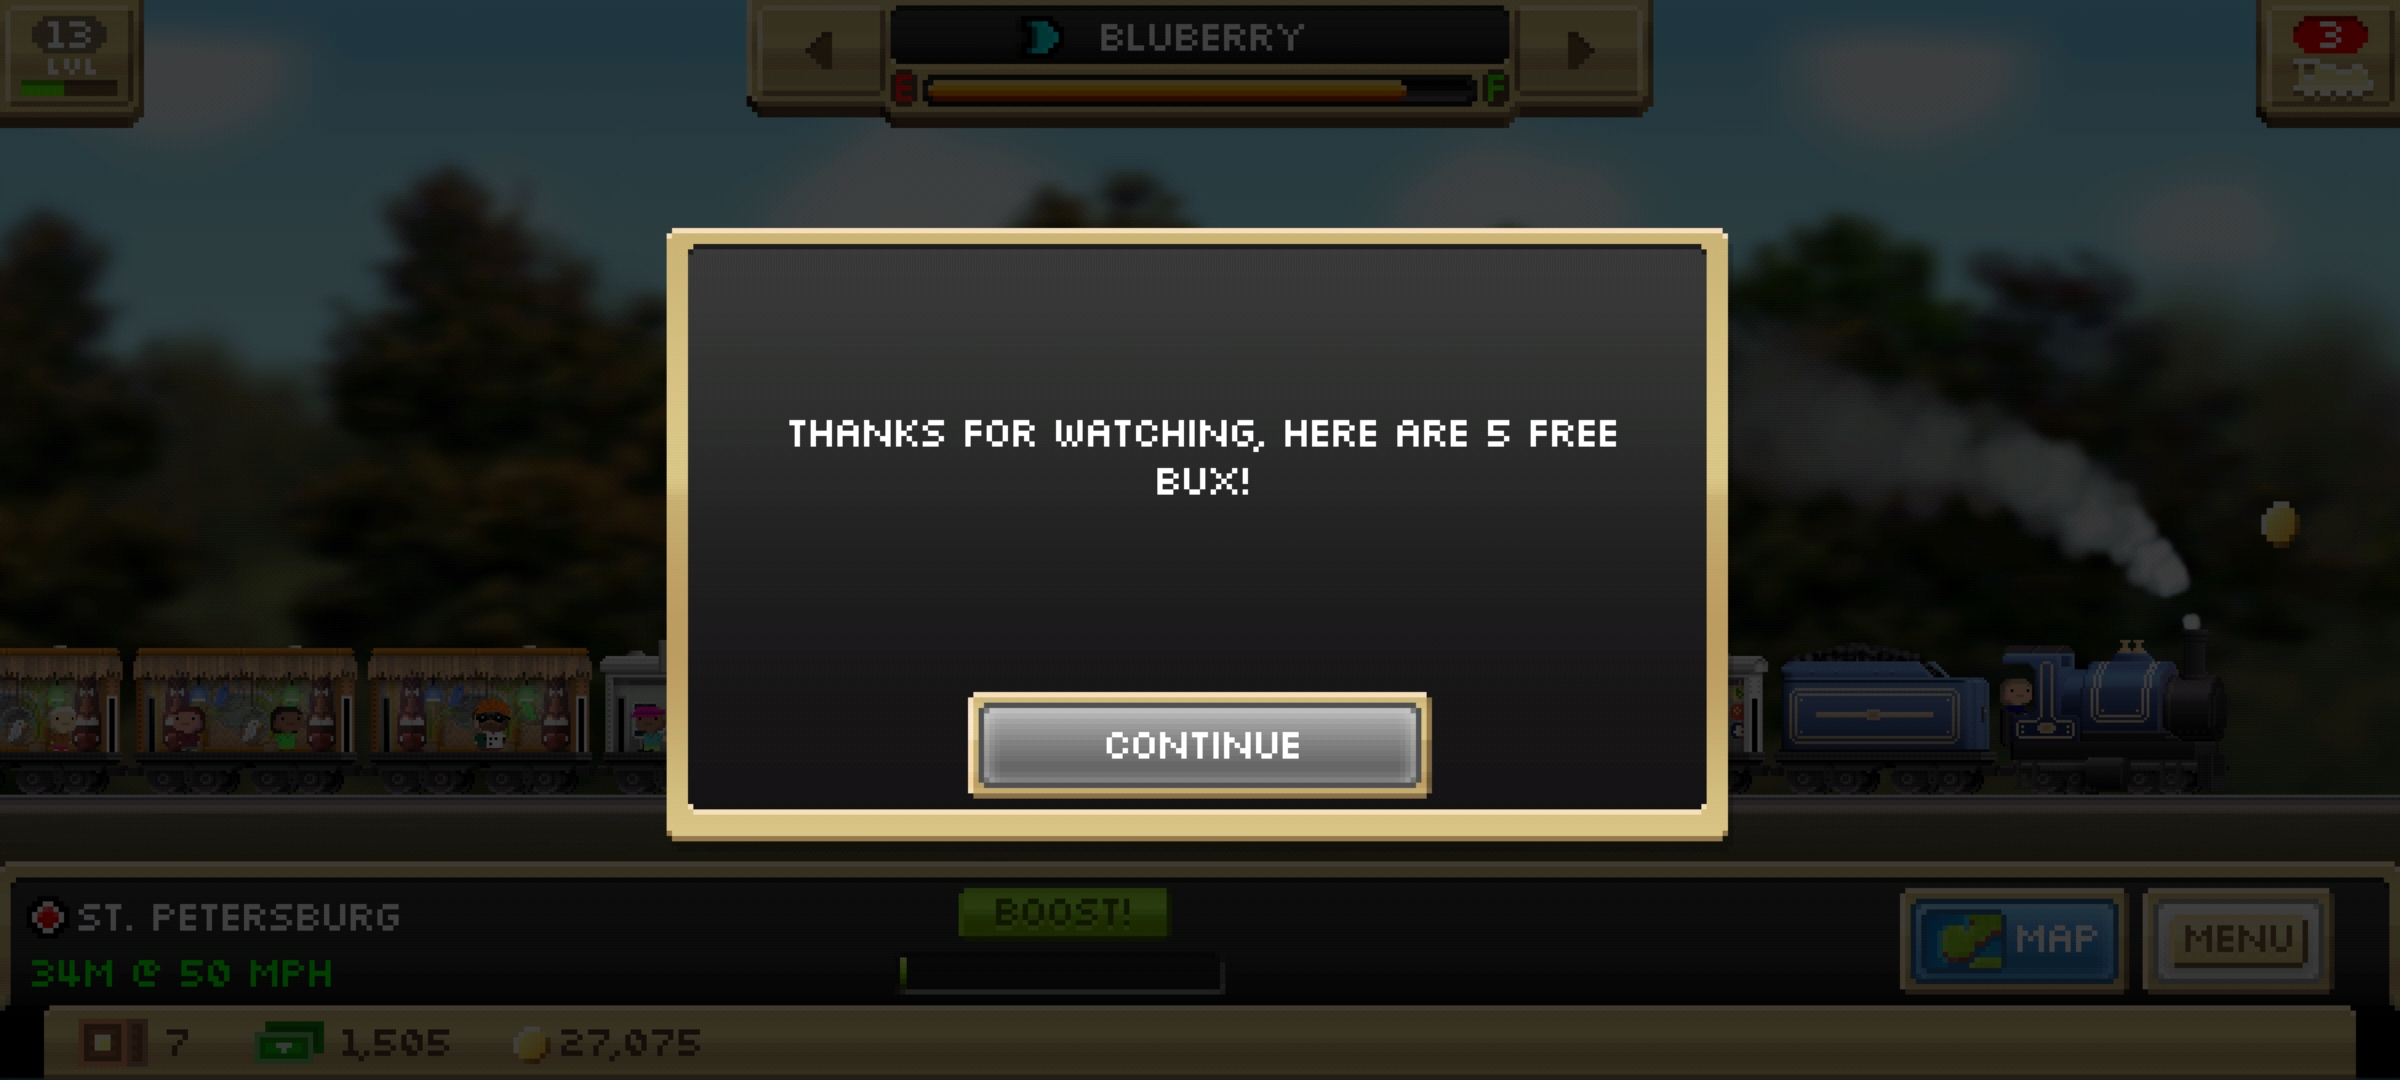 13
LVL
BLUBERRY
E F
3
THANKS FOR WATCHING, HERE ARE 5 FREE
BUX!
CONTINUE
ST. PETERSBURG
34M @ 50 MPH
BOOST!
MAP
MENU
7 1,505 27,075